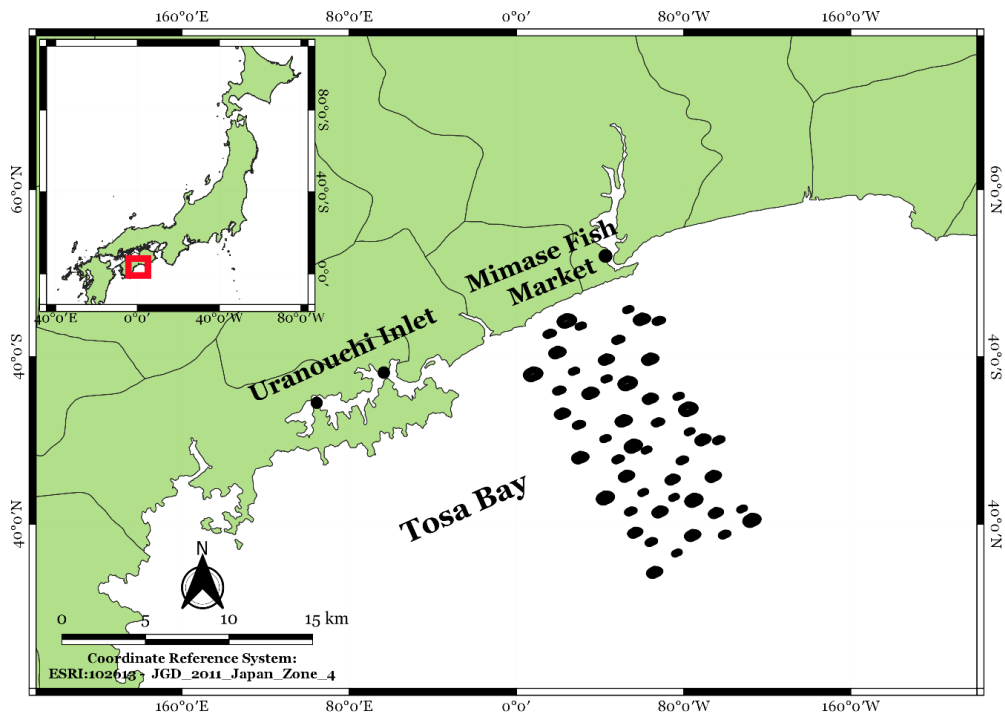 160°0′E 80°0′E 0°0′ 80°0′W 160°0′W
80°0′S
40°0′S
0°0′
40°0′E 0°0′ 40°0′W 80°0′W
60°0′N
60°0′N
Mimase Fish
Market
Uranouchi Inlet
40°0′S
40°0′S
Tosa Bay
40°0′N
40°0′N
N
0 5 10 15 km
Coordinate Reference System:
ESRI:102613 - JGD_2011_Japan_Zone_4
160°0′E 80°0′E 0°0′ 80°0′W 160°0′W